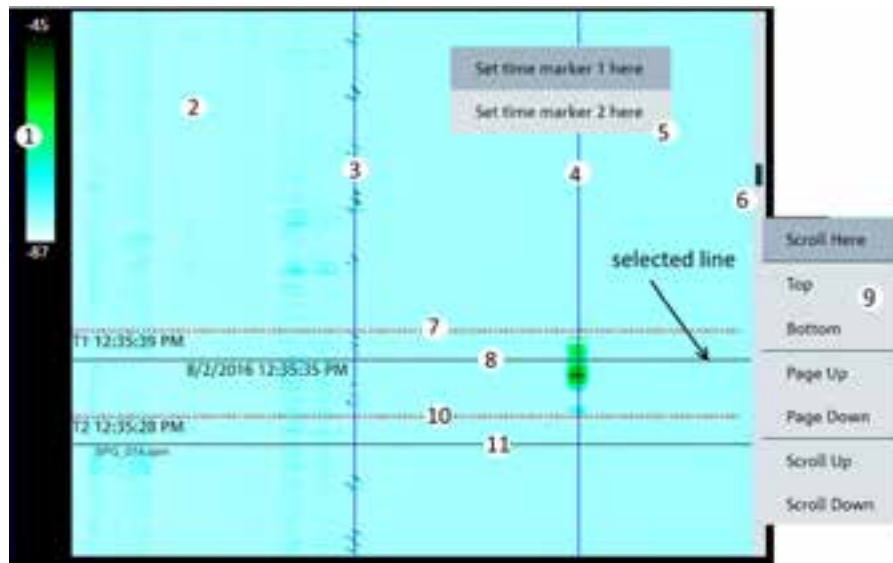 -45
Set time marker 1 here
2
Set time marker 2 here
5
1
3
4
6
Scroll Here
selected line
Top
9
Bottom
7
T1 12:35:39 PM
8
8/2/2016 12:35:35 PM
Page Up
10
Page Down
T2 12:35:28 PM
11
Scroll Up
Scroll Down
-87